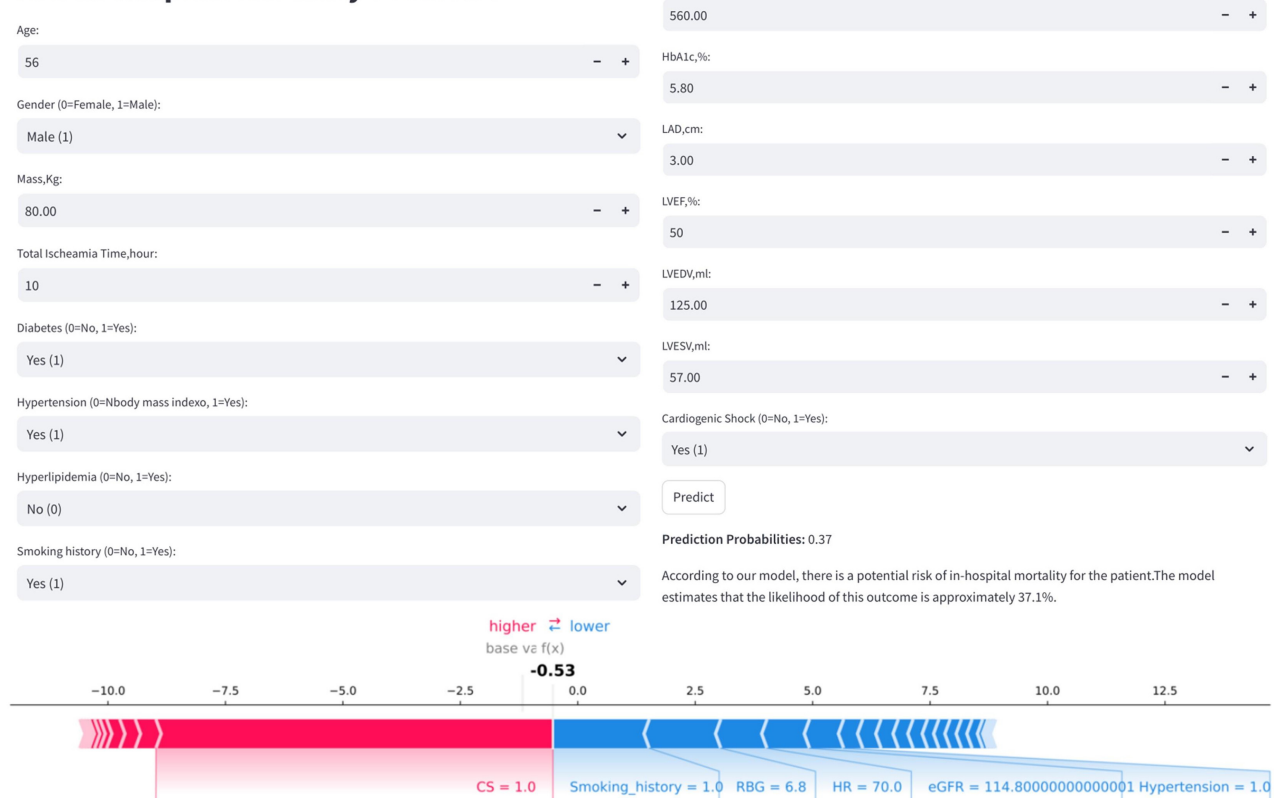 Age:
56
Gender (0=Female, 1=Male):
Male (1)
Mass,Kg:
80.00
Total Ischeamia Time,hour:
10
Diabetes (0=No, 1=Yes):
Yes (1)
Hypertension (0=Nbody mass indexo, 1=Yes):
Yes (1)
Hyperlipidemia (0=No, 1=Yes):
No (0)
Smoking history (0=No, 1=Yes):
Yes (1)
560.00
HbA1c,%:
5.80
LAD,cm:
3.00
LVEF,%:
50
LVEDV,ml:
125.00
LVESV,ml:
57.00
Cardiogenic Shock (0=No, 1=Yes):
Yes (1)
Predict
Prediction Probabilities: 0.37
According to our model, there is a potential risk of in-hospital mortality for the patient.The model
estimates that the likelihood of this outcome is approximately 37.1%.
higher ⇄ lower
base va f(x)
-0.53
−10.0 −7.5 −5.0 −2.5 0.0 2.5 5.0 7.5 10.0 12.5
CS = 1.0 Smoking_history = 1.0 RBG = 6.8 HR = 70.0 eGFR = 114.80000000000001 Hypertension = 1.0